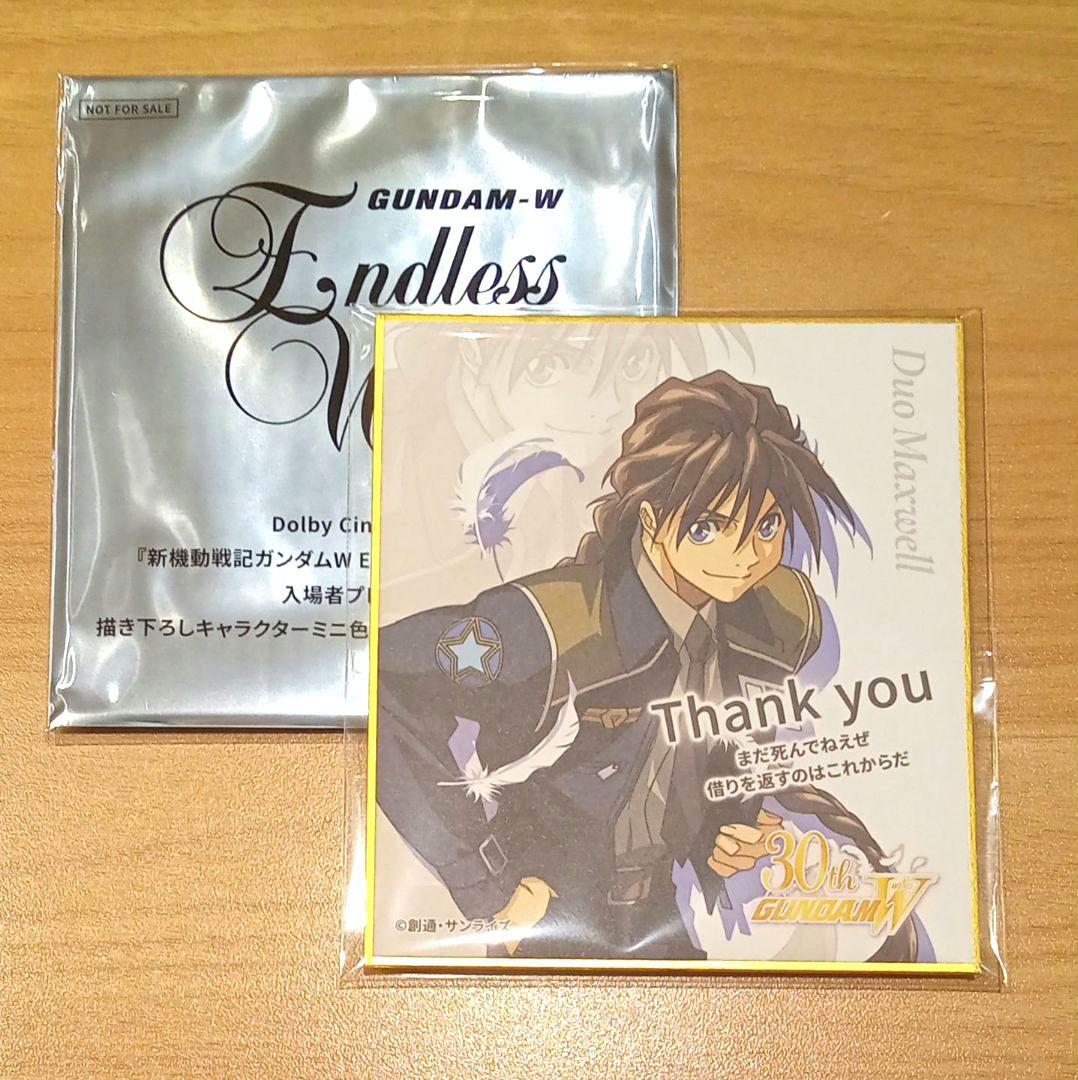 NOT FOR SALE
GUNDAM-W
Endless
W
Dolby Cin
『新機動戦記ガンダムW E
入場者プ
描き下ろしキャラクターミニ色
Duo Maxwell
Thank you
まだ死んでねえぜ
借りを返すのはこれからだ
30th
GUNDAM W
©創通・サンライズ